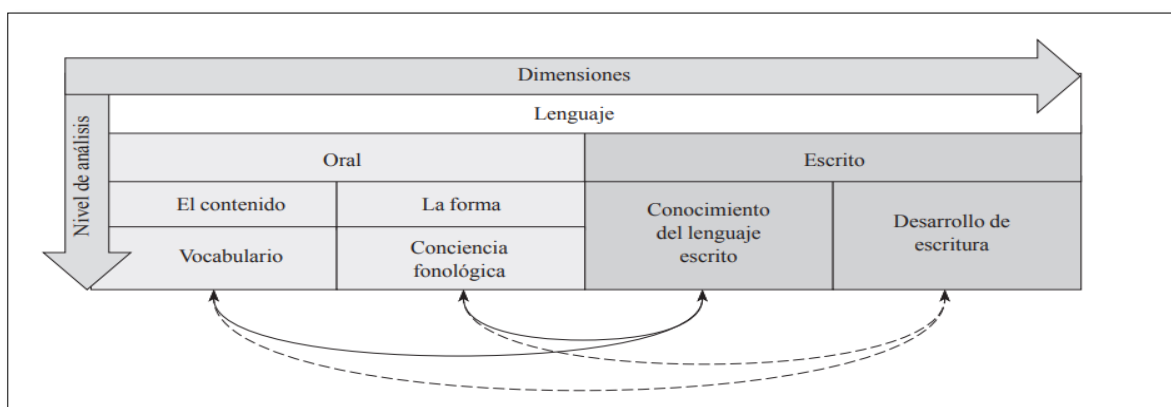 Dimensiones
Nivel de análisis
Lenguaje
Oral
Escrito
El contenido
La forma
Conocimiento
del lenguaje
escrito
Desarrollo de
escritura
Vocabulario
Conciencia
fonológica